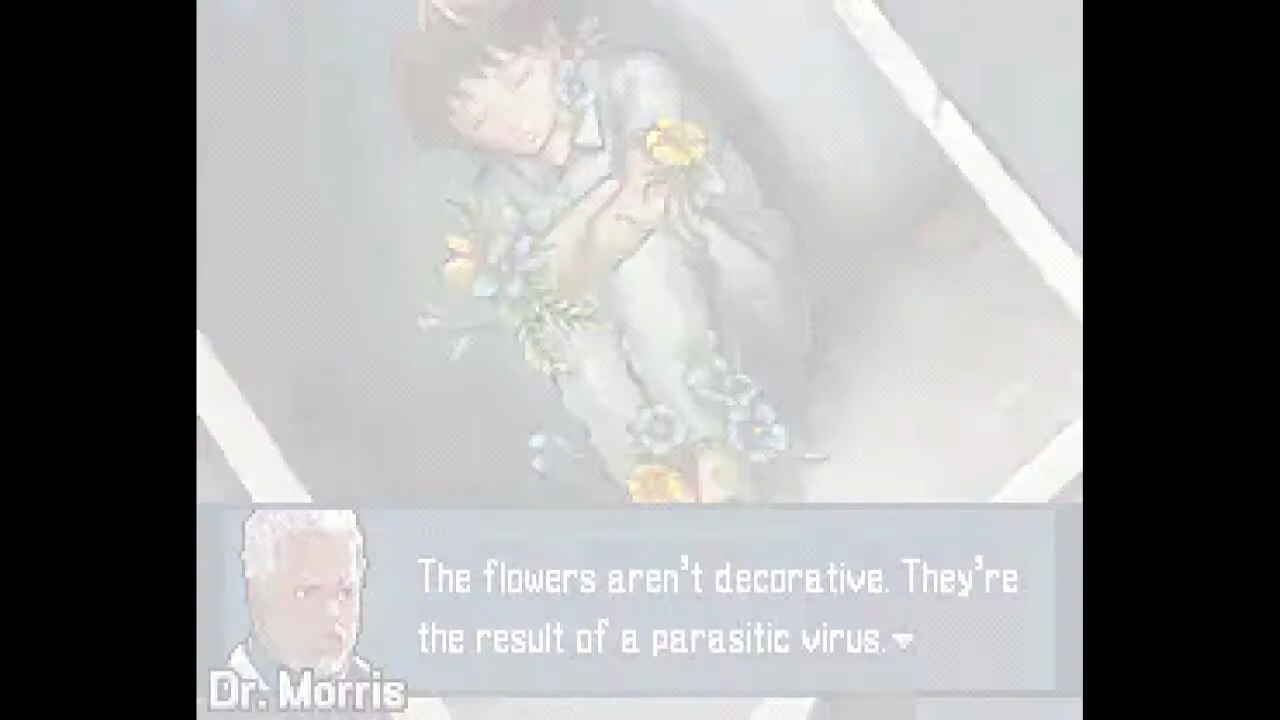 The flowers aren't decorative. They're
the result of a parasitic virus.
Dr. Morris